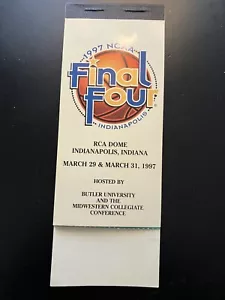 1997 NCAA
Final
Four
INDIANAPOLIS
RCA DOME
INDIANAPOLIS, INDIANA
MARCH 29 & MARCH 31, 1997
HOSTED BY
BUTLER UNIVERSITY
AND THE
MIDWESTERN COLLEGIATE
CONFERENCE